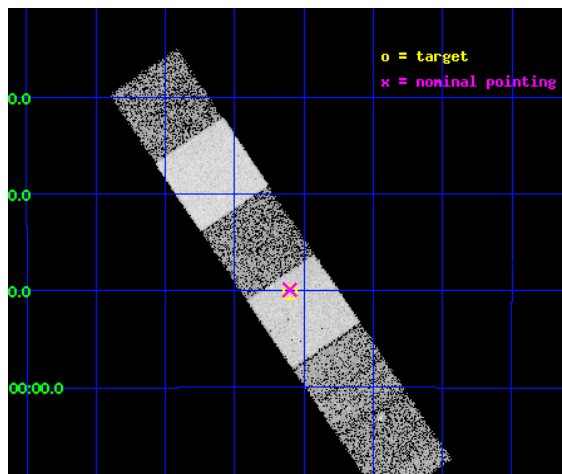 o = target
x = nominal pointing
0.0
0.0
0.0
00:00.0